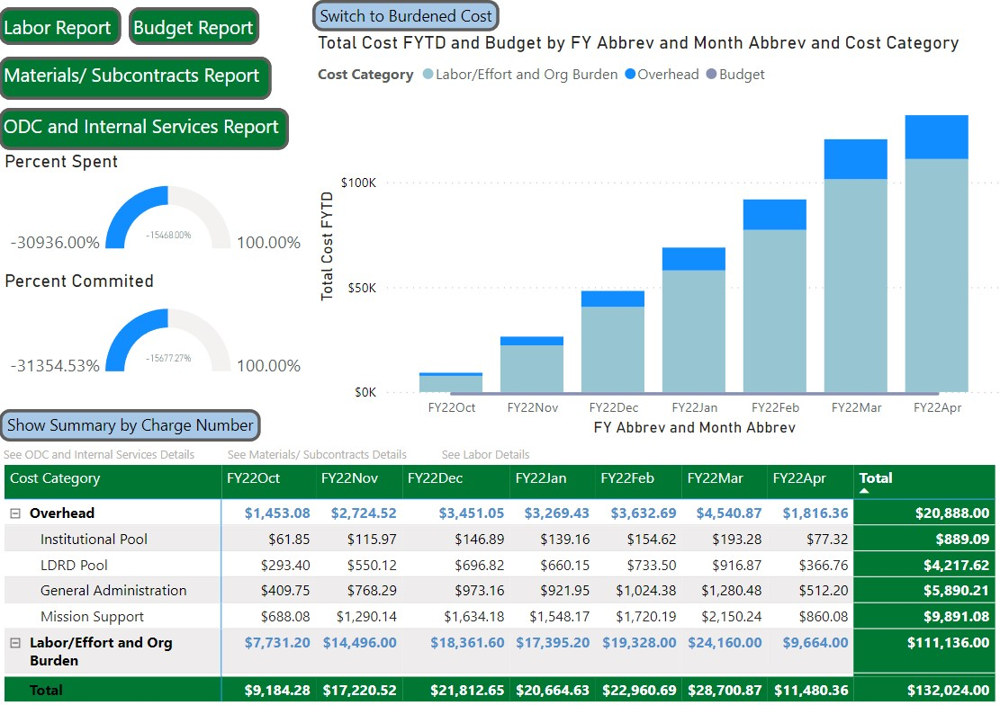 Labor Report Budget Report
Materials/ Subcontracts Report
ODC and Internal Services Report
Percent Spent
-30936.00% -15468.00% 100.00%
Percent Commited
-31354.53% -15677.27% 100.00%
Show Summary by Charge Number
Switch to Burdened Cost
Total Cost FYTD and Budget by FY Abbrev and Month Abbrev and Cost Category
Cost Category Labor/Effort and Org Burden Overhead Budget
Total Cost FYTD
$100K
$50K
$0K
FY22Oct FY22Nov FY22Dec FY22Jan FY22Feb FY22Mar FY22Apr
FY Abbrev and Month Abbrev
See ODC and Internal Services Details See Materials/ Subcontracts Details See Labor Details
Cost Category FY22Oct FY22Nov FY22Dec FY22Jan FY22Feb FY22Mar FY22Apr Total
Overhead $1,453.08 $2,724.52 $3,451.05 $3,269.43 $3,632.69 $4,540.87 $1,816.36 $20,888.00
Institutional Pool $61.85 $115.97 $146.89 $139.16 $154.62 $193.28 $77.32 $889.09
LDRD Pool $293.40 $550.12 $696.82 $660.15 $733.50 $916.87 $366.76 $4,217.62
General Administration $409.75 $768.29 $973.16 $921.95 $1,024.38 $1,280.48 $512.20 $5,890.21
Mission Support $688.08 $1,290.14 $1,634.18 $1,548.17 $1,720.19 $2,150.24 $860.08 $9,891.08
Labor/Effort and Org $7,731.20 $14,496.00 $18,361.60 $17,395.20 $19,328.00 $24,160.00 $9,664.00 $111,136.00
Burden
Total $9,184.28 $17,220.52 $21,812.65 $20,664.63 $22,960.69 $28,700.87 $11,480.36 $132,024.00